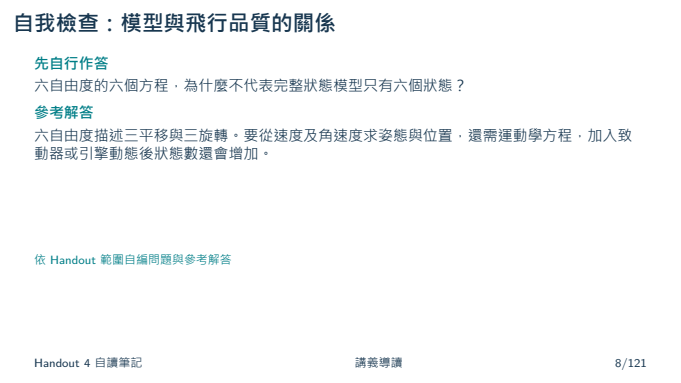 自我檢查：模型與飛行品質的關係
先自行作答
六自由度的六個方程，為什麼不代表完整狀態模型只有六個狀態？
參考解答
六自由度描述三平移與三旋轉。要從速度及角速度求姿態與位置，還需運動學方程，加入致
動器或引擎動態後狀態數還會增加。
依 Handout 範圍自編問題與參考解答
Handout 4 自讀筆記
講義導讀
8/121